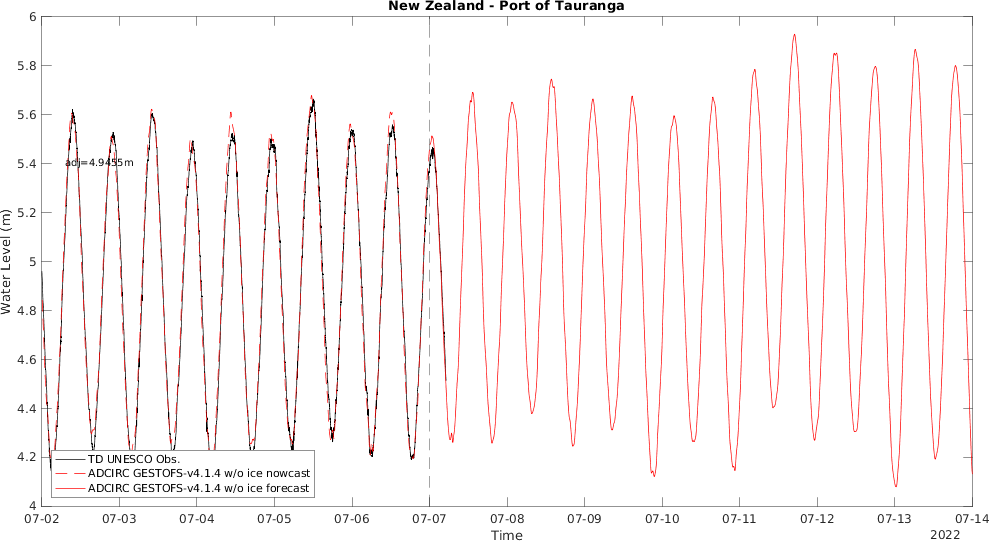 New Zealand - Port of Tauranga
6
5.8
5.6
5.4
5.2
5
4.8
4.6
4.4
4.2
4
Water Level (m)
adj=4.9455m
TD UNESCO Obs.
ADCIRC GESTOFS-v4.1.4 w/o ice nowcast
ADCIRC GESTOFS-v4.1.4 w/o ice forecast
07-02 07-03 07-04 07-05 07-06 07-07 07-08 07-09 07-10 07-11 07-12 07-13 07-14
Time
2022